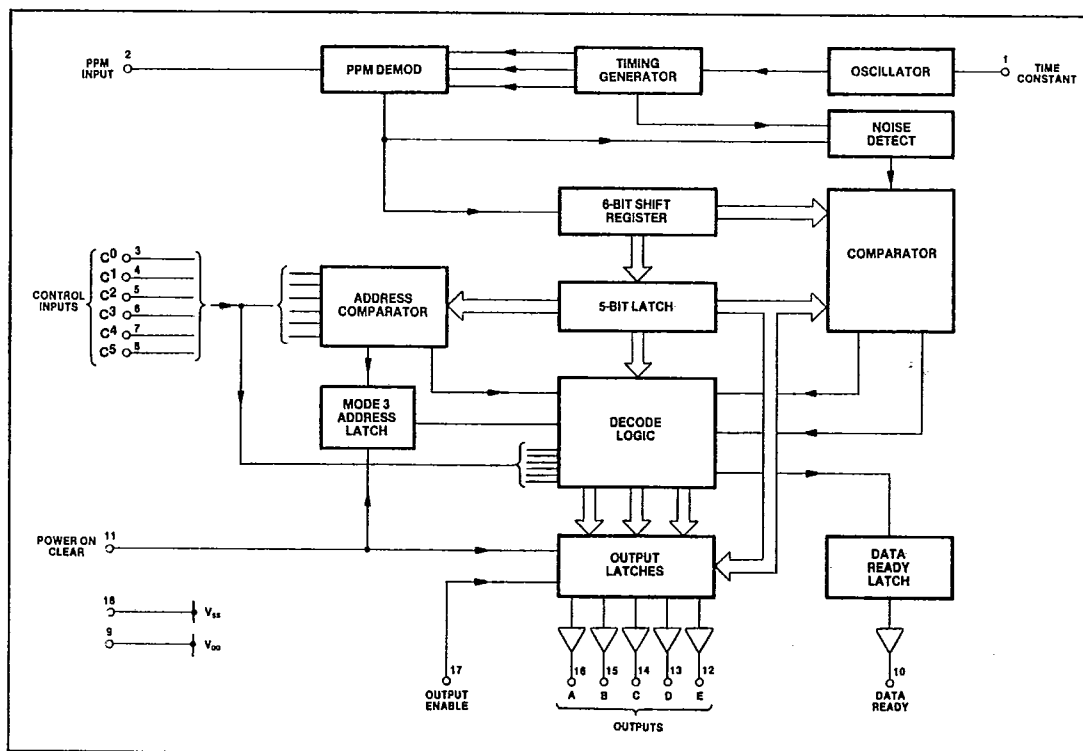 2
PPM
INPUT
PPM DEMOD
TIMING
GENERATOR
OSCILLATOR
1
TIME
CONSTANT
NOISE
DETECT
6-BIT SHIFT
REGISTER
COMPARATOR
CONTROL
INPUTS
C0 3
C1 4
C2 5
C3 6
C4 7
C5 8
ADDRESS
COMPARATOR
5-BIT LATCH
MODE 3
ADDRESS
LATCH
DECODE
LOGIC
POWER ON
CLEAR
11
OUTPUT
LATCHES
DATA
READY
LATCH
18
VSS
9
VDD
17
OUTPUT
ENABLE
16 15 14 13 12
A B C D E
OUTPUTS
10
DATA
READY